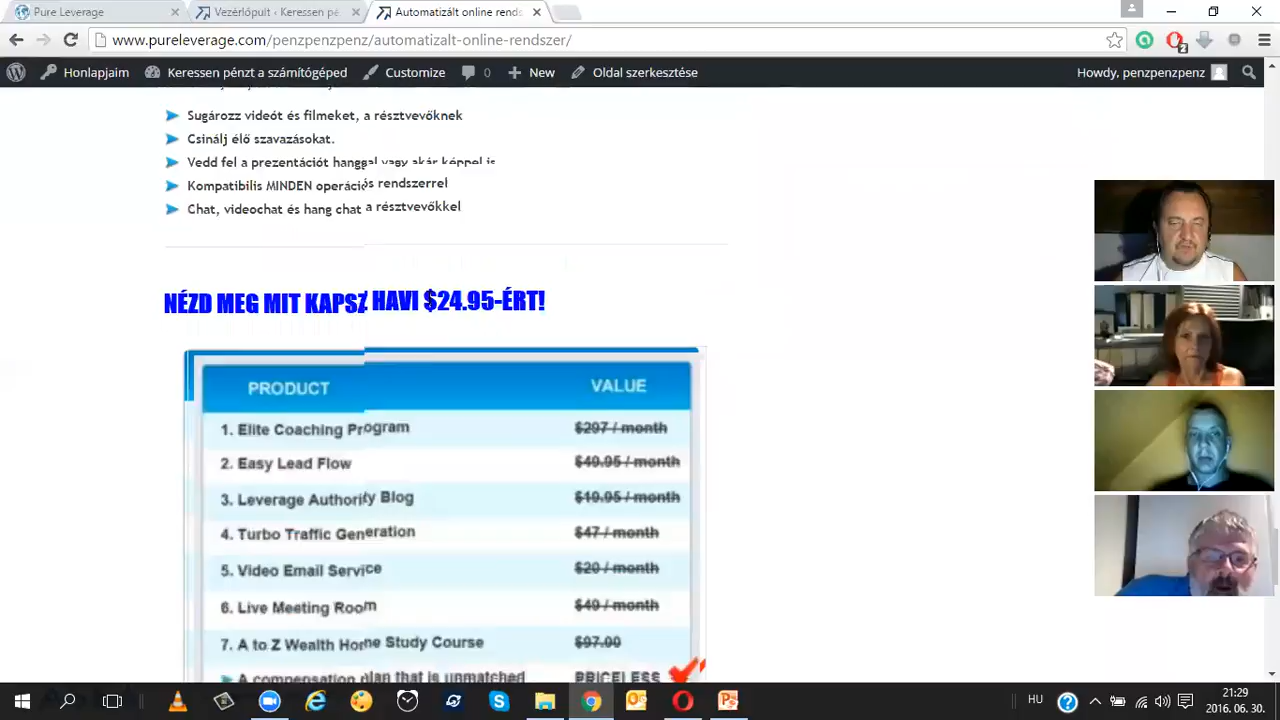 Pure Leverage
Vezérlőpult ‹ Keressen pé
Automatizált online rends
www.pureleverage.com/penzpenzpenz/automatizalt-online-rendszer/
Honlapjaim
Keressen pénzt a számítógéped
Customize
0
New
Oldal szerkesztése
Howdy, penzpenzpenz
Sugározz videót és filmeket, a résztvevőknek
Csinálj élő szavazásokat.
Vedd fel a prezentációt hanggal vagy akár képpel is
Kompatibilis MINDEN operációs rendszerrel
Chat, videochat és hang chat a résztvevőkkel
NÉZD MEG MIT KAPSZ HAVI $24.95-ÉRT!
PRODUCT VALUE
1. Elite Coaching Program $297 / month
2. Easy Lead Flow $49.95 / month
3. Leverage Authority Blog $19.95 / month
4. Turbo Traffic Generation $47 / month
5. Video Email Service $20 / month
6. Live Meeting Room $49 / month
7. A to Z Wealth Home Study Course $97.00
A compensation plan that is unmatched PRICELESS
HU
21:29
2016. 06. 30.